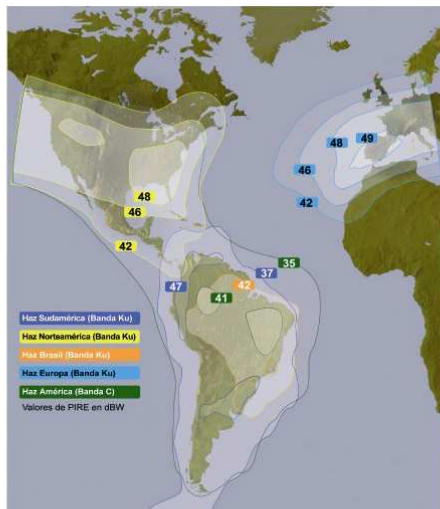 49
48
46
42
48
46
42
35
37
47
42
41
Haz Sudamérica (Banda Ku)
Haz Norteamérica (Banda Ku)
Haz Brasil (Banda Ku)
Haz Europa (Banda Ku)
Haz América (Banda C)
Valores de PIRE en dBW